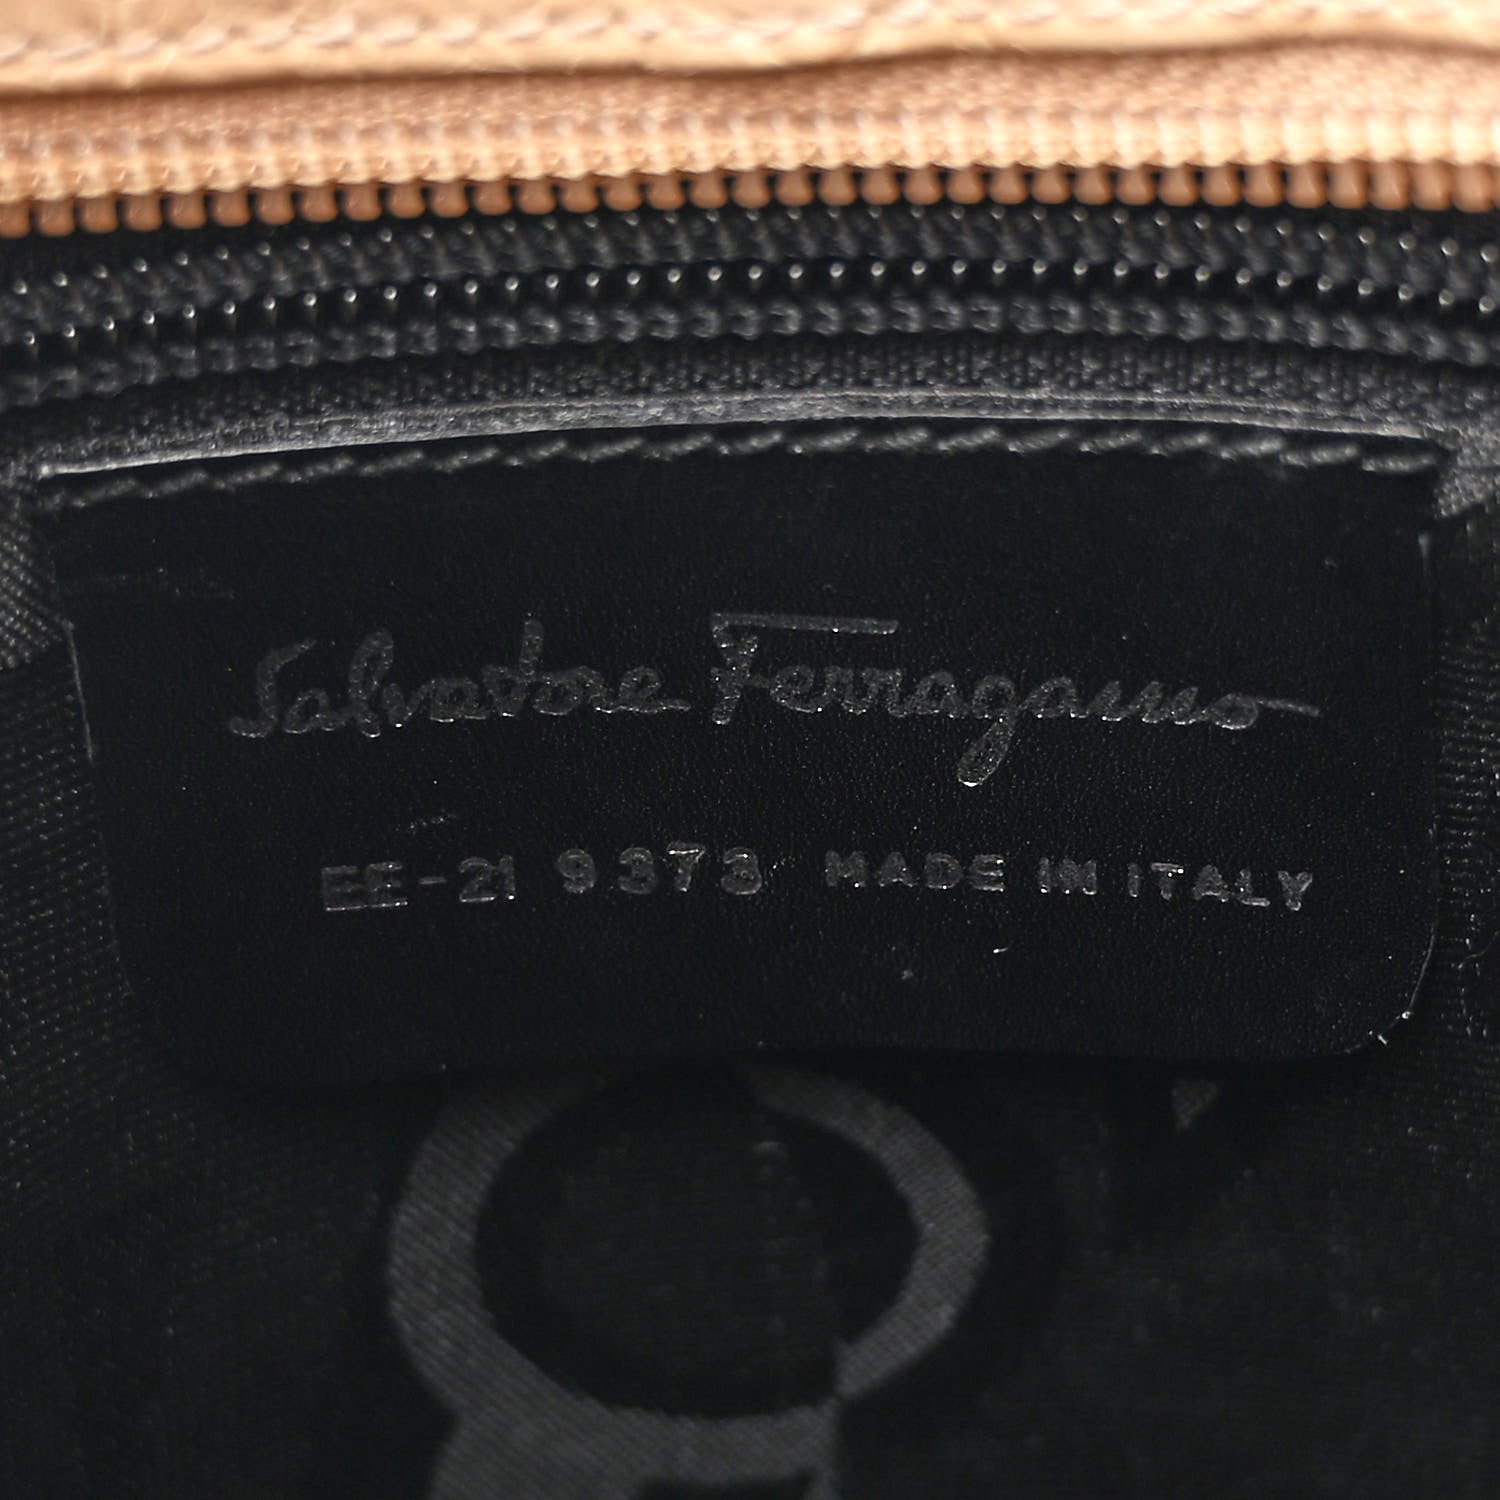 Salvatore Ferragamo
EE-21 9373 MADE IN ITALY